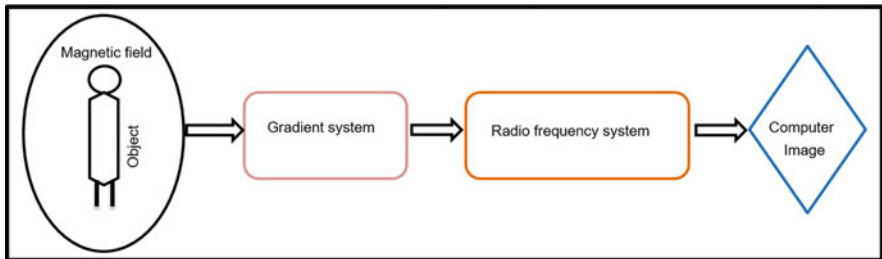 Magnetic field
Object
Gradient system
Radio frequency system
Computer
Image